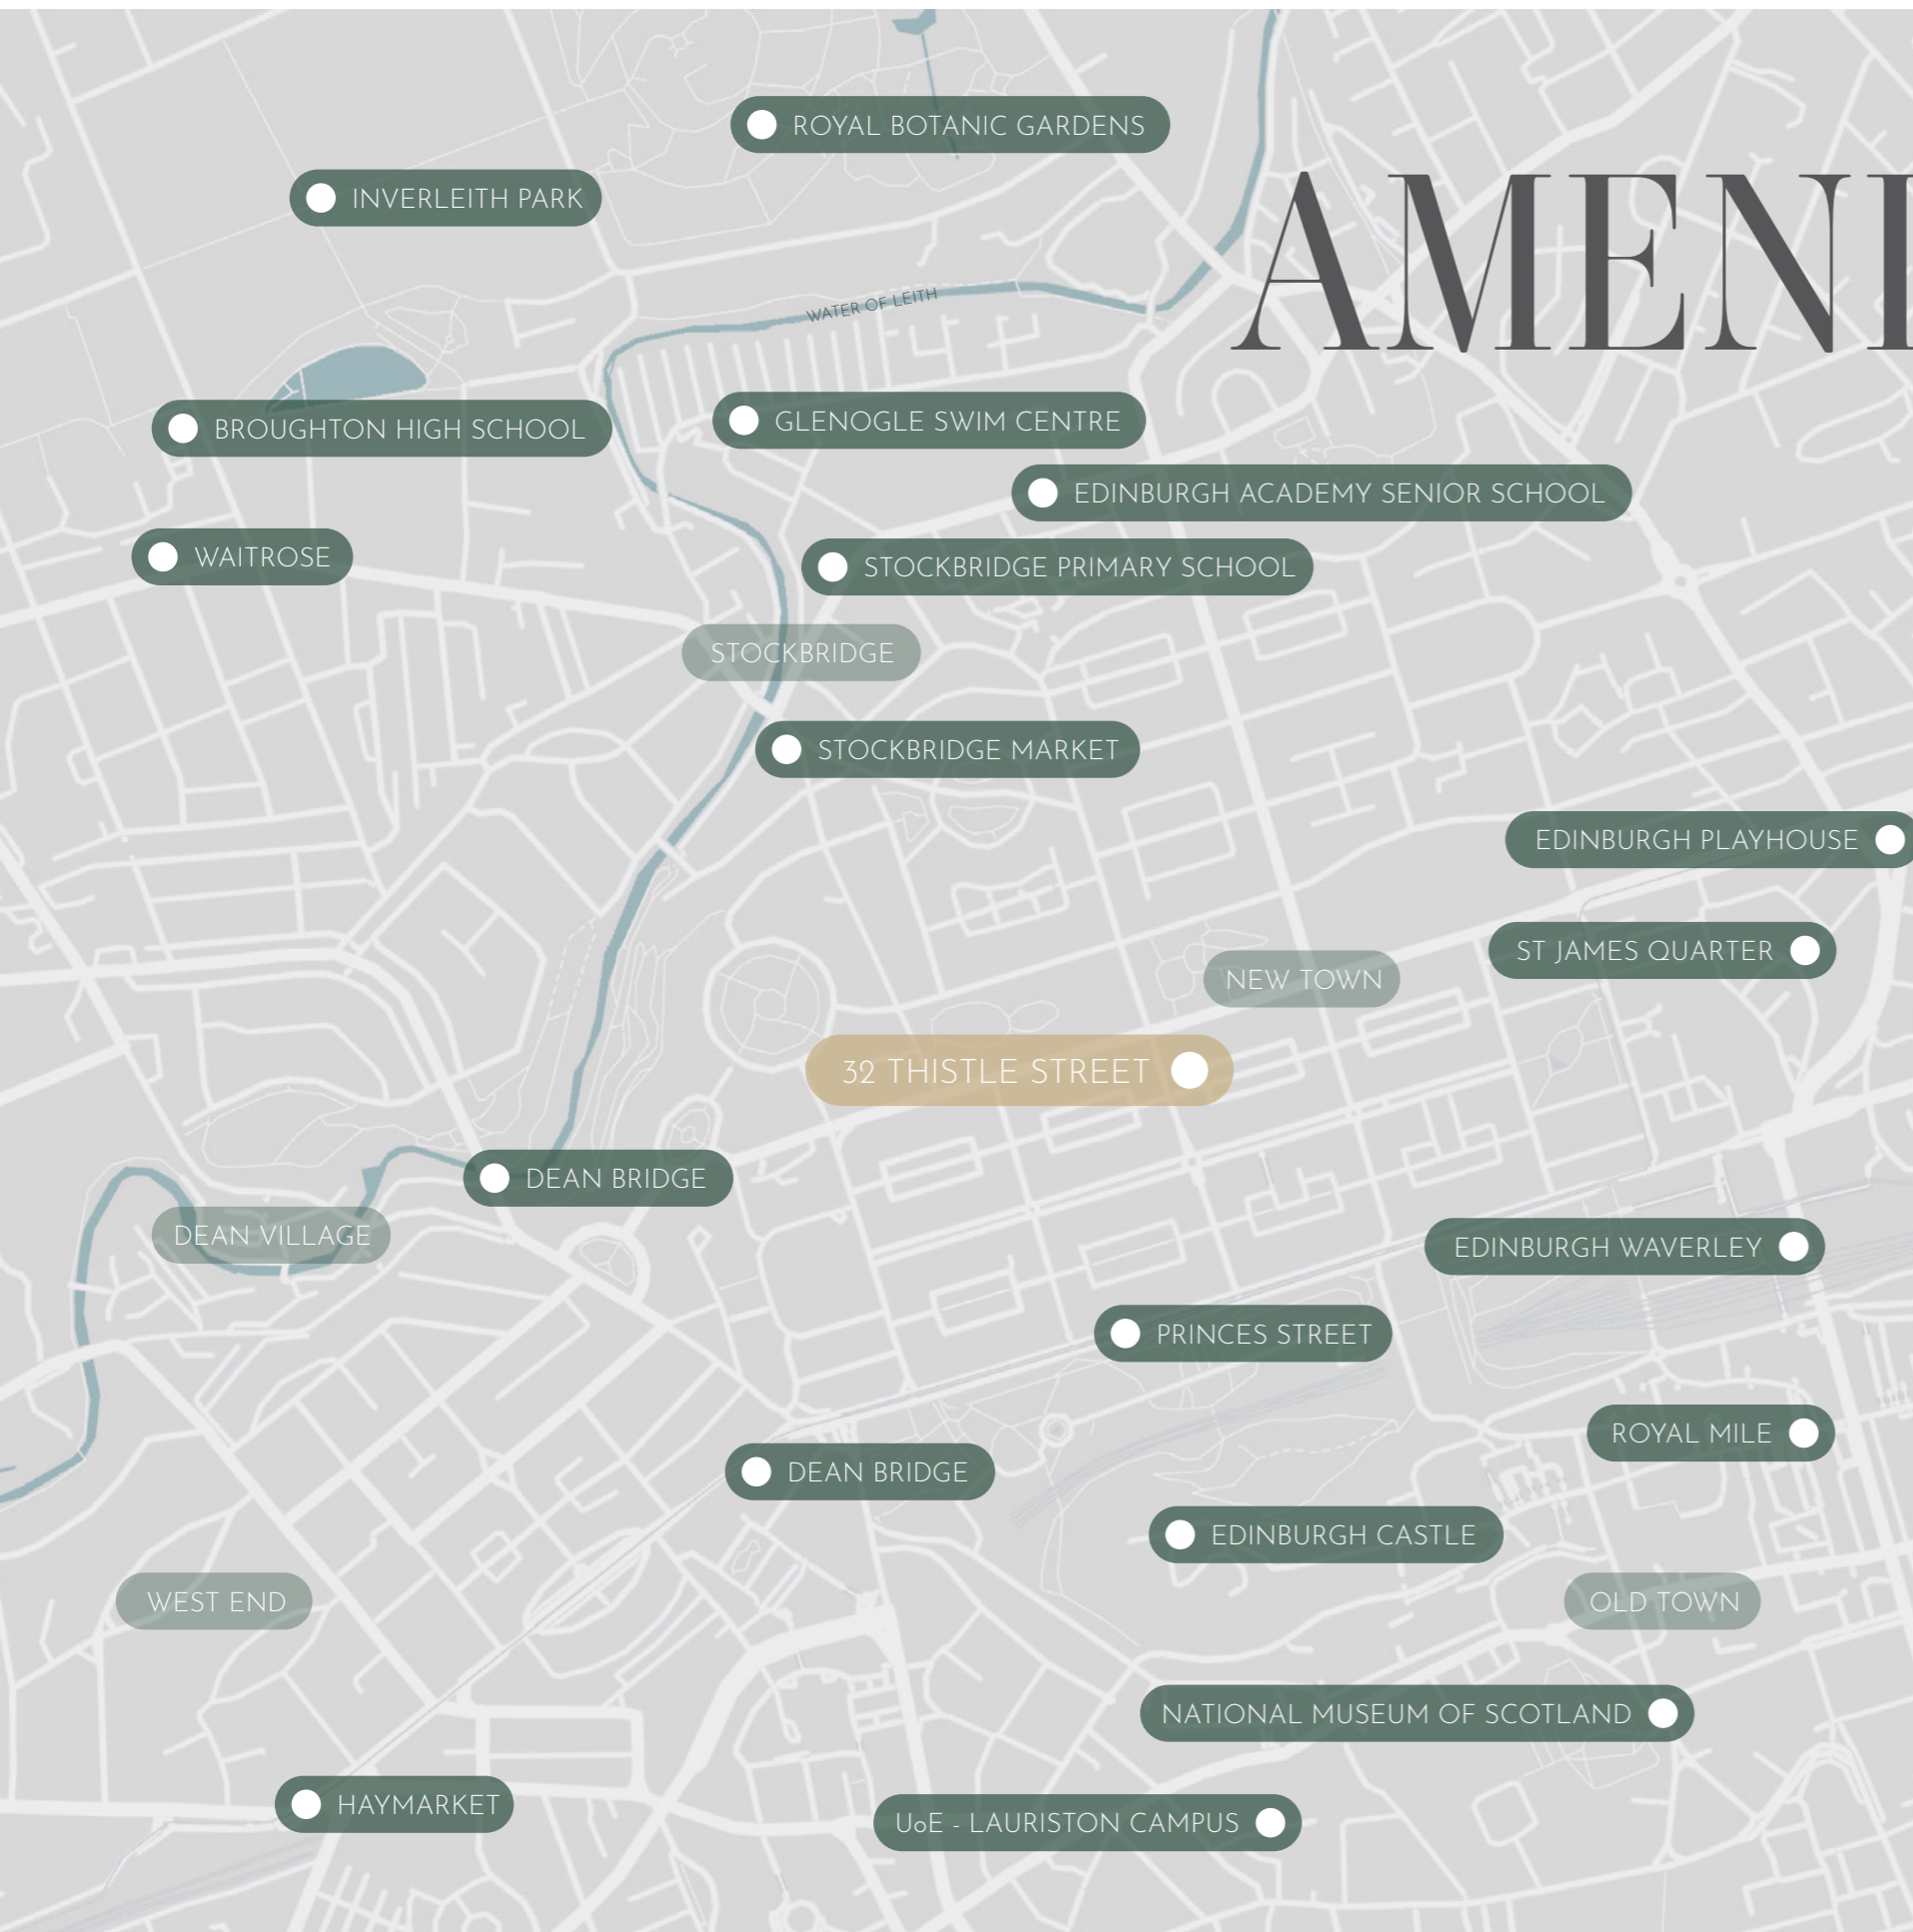 ROYAL BOTANIC GARDENS
INVERLEITH PARK
AMENI
WATER OF LEITH
BROUGHTON HIGH SCHOOL
GLENOGLE SWIM CENTRE
EDINBURGH ACADEMY SENIOR SCHOOL
WAITROSE
STOCKBRIDGE PRIMARY SCHOOL
STOCKBRIDGE
STOCKBRIDGE MARKET
EDINBURGH PLAYHOUSE
ST JAMES QUARTER
NEW TOWN
32 THISTLE STREET
DEAN BRIDGE
DEAN VILLAGE
EDINBURGH WAVERLEY
PRINCES STREET
ROYAL MILE
DEAN BRIDGE
EDINBURGH CASTLE
WEST END
OLD TOWN
NATIONAL MUSEUM OF SCOTLAND
HAYMARKET
UoE - LAURISTON CAMPUS